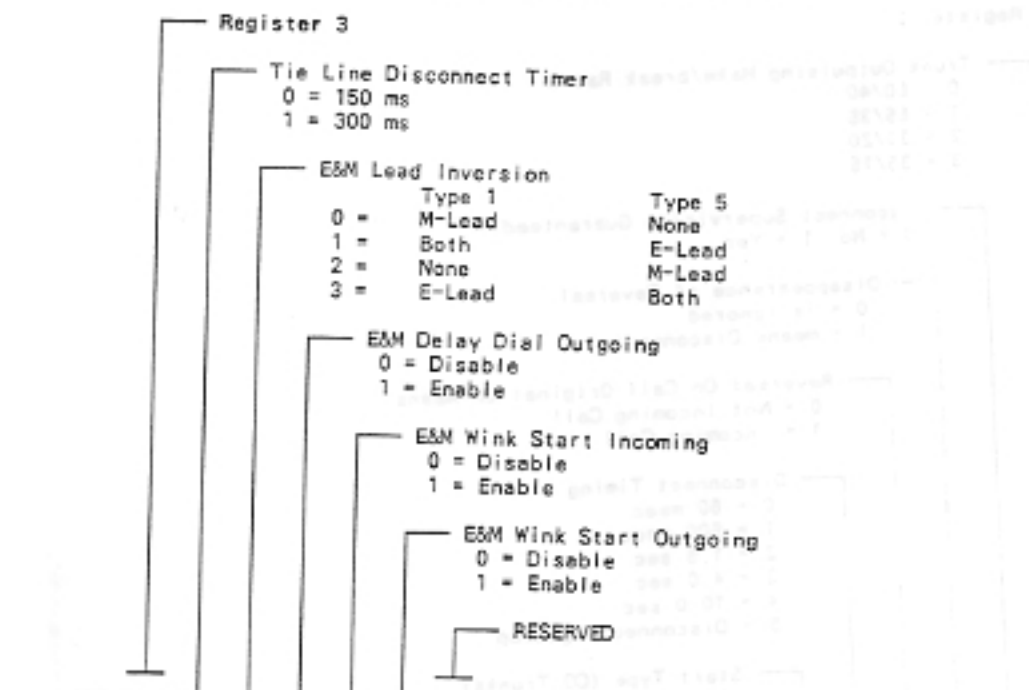 Register 3
Tie Line Disconnect Timer
0 = 150 ms
1 = 300 ms
E&M Lead Inversion
Type 1 Type 5
0 = M-Lead None
1 = Both E-Lead
2 = None M-Lead
3 = E-Lead Both
E&M Delay Dial Outgoing
0 = Disable
1 = Enable
E&M Wink Start Incoming
0 = Disable
1 = Enable
E&M Wink Start Outgoing
0 = Disable
1 = Enable
RESERVED